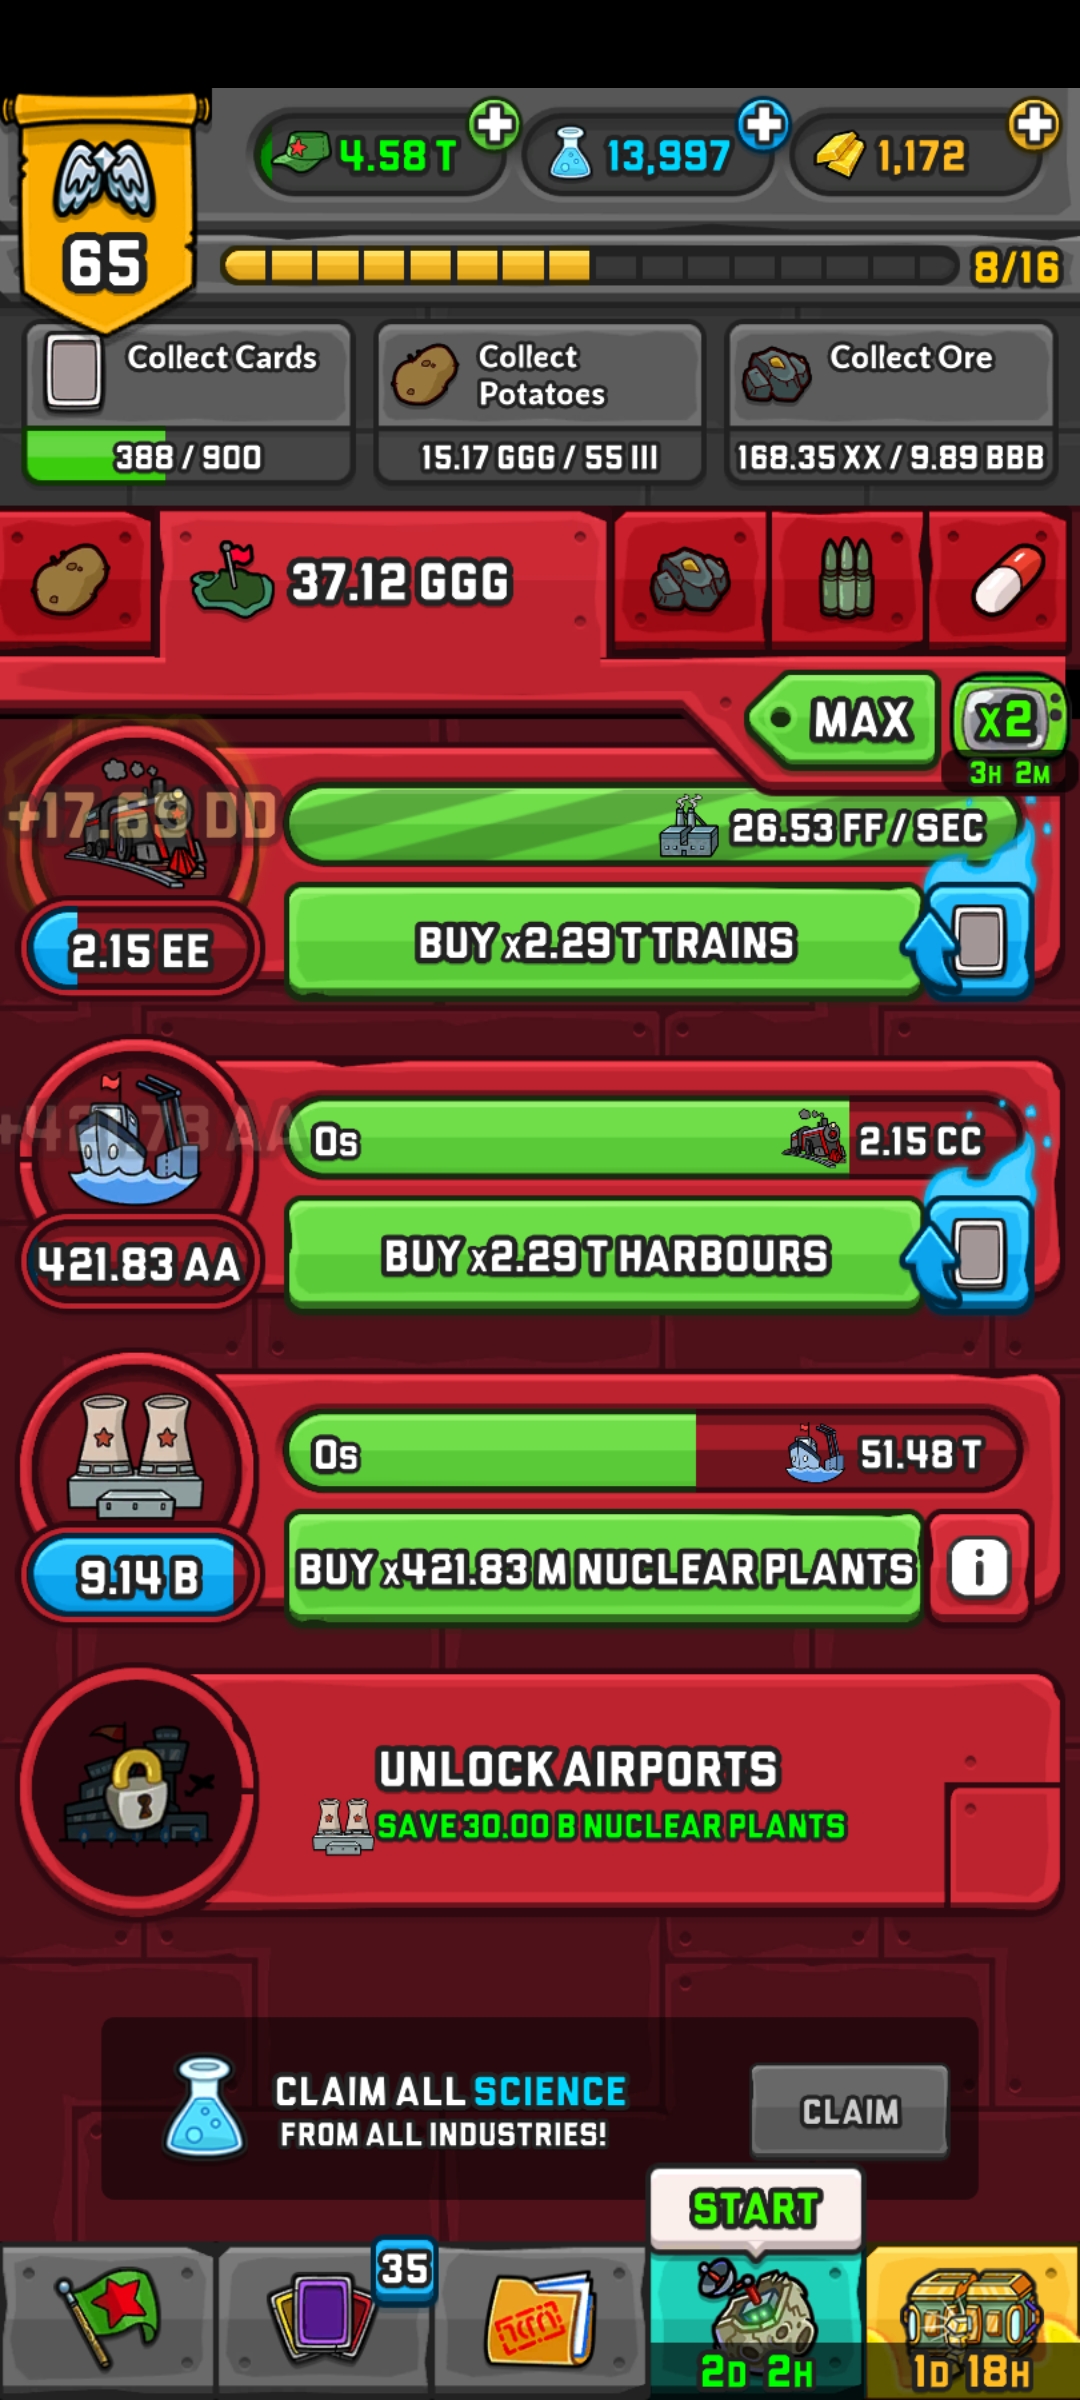 4.58 T
13,997
1,172
65
8/16
Collect Cards
388 / 900
Collect
Potatoes
15.17 GGG / 55 III
Collect Ore
168.35 XX / 9.89 BBB
37.12 GGG
MAX
x2
3H 2M
+17.69 DD
26.53 FF / SEC
2.15 EE
BUY x2.29 T TRAINS
0s
2.15 CC
421.83 AA
BUY x2.29 T HARBOURS
0s
51.48 T
9.14 B
BUY x421.83 M NUCLEAR PLANTS
i
UNLOCK AIRPORTS
SAVE 30.00 B NUCLEAR PLANTS
CLAIM ALL SCIENCE
FROM ALL INDUSTRIES!
CLAIM
START
35
2D 2H
1D 18H